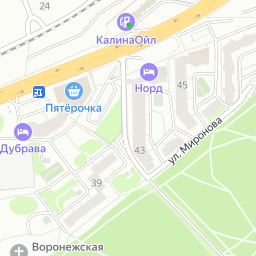 24
КалинаОйл
Норд
45
Пятёрочка
Дубрава
ул. Миронова
43
39
Воронежская